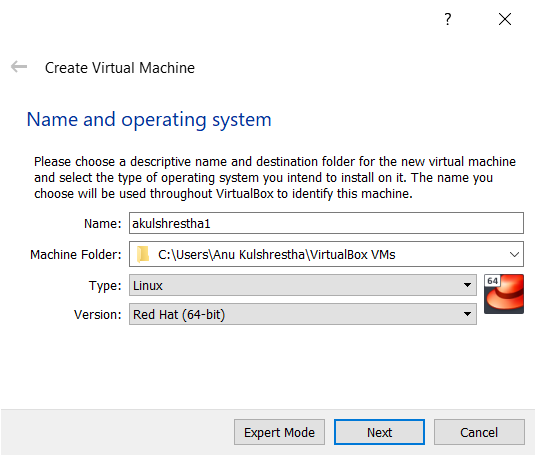 ?
Create Virtual Machine
Name and operating system
Please choose a descriptive name and destination folder for the new virtual machine
and select the type of operating system you intend to install on it. The name you
choose will be used throughout VirtualBox to identify this machine.
Name: akulshrestha1
Machine Folder: C:\Users\Anu Kulshrestha\VirtualBox VMs
Type: Linux
64
Version: Red Hat (64-bit)
Expert Mode Next Cancel